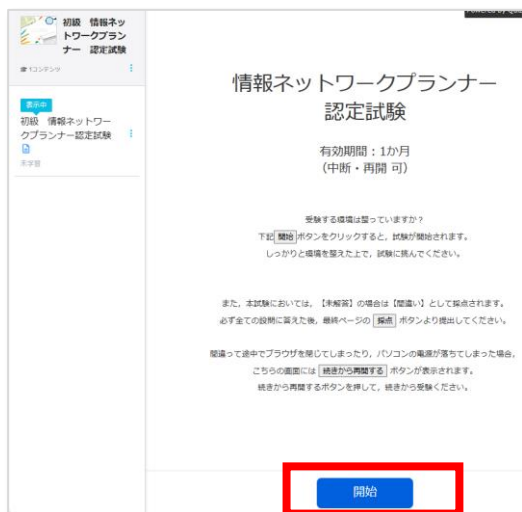 初級 情報ネッ
トワークプラン
ナー 認定試験
1コンテンツ
表示中
初級 情報ネットワー
クプランナー認定試験
未学習
情報ネットワークプランナー
認定試験
有効期間：1か月
（中断・再開 可）
受験する環境は整っていますか？
下記 開始 ボタンをクリックすると，試験が開始されます。
しっかりと環境を整えた上で，試験に挑んでください。
また，本試験においては，【未解答】の場合は【間違い】として採点されます。
必ず全ての設問に答えた後，最終ページの 採点 ボタンより提出してください。
間違って途中でブラウザを閉じてしまったり，パソコンの電源が落ちてしまった場合，
こちらの画面には 続きから再開する ボタンが表示されます。
続きから再開するボタンを押して，続きから受験ください。
開始